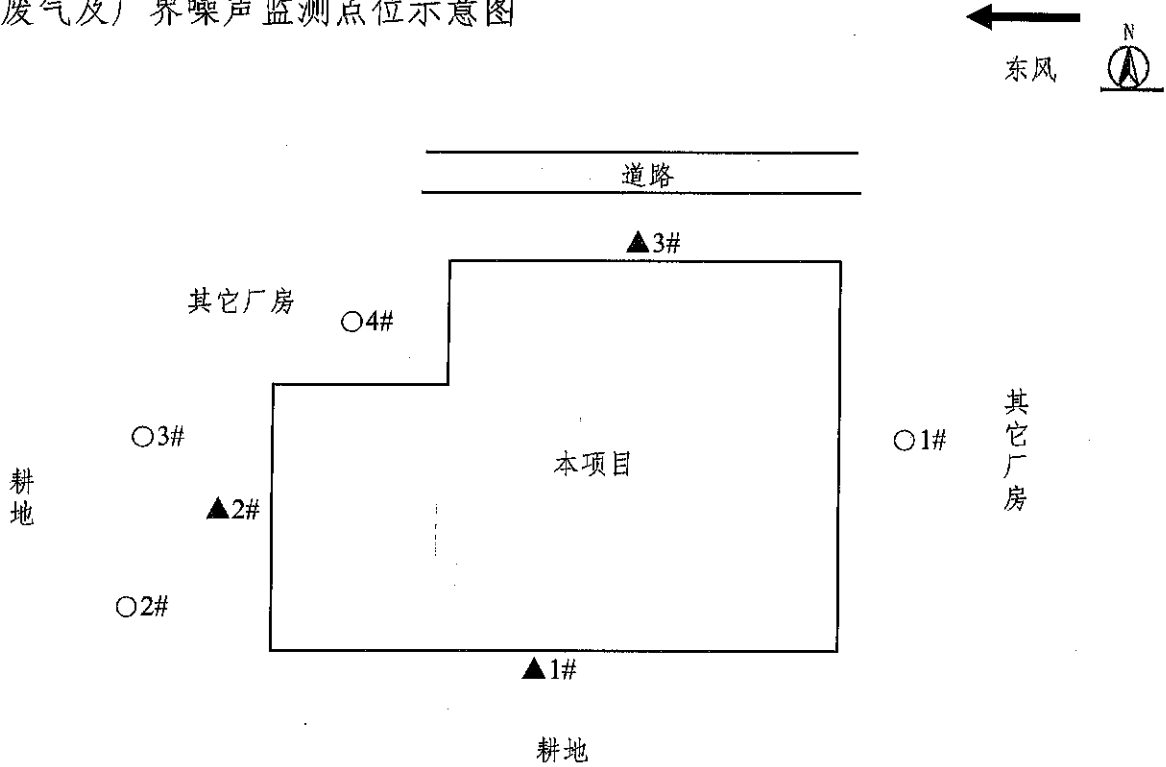 废气及厂界噪声监测点位示意图
N
东风
道路
▲3#
其它厂房
○4#
○3#
耕地
▲2#
○2#
本项目
○1#
其它厂房
▲1#
耕地